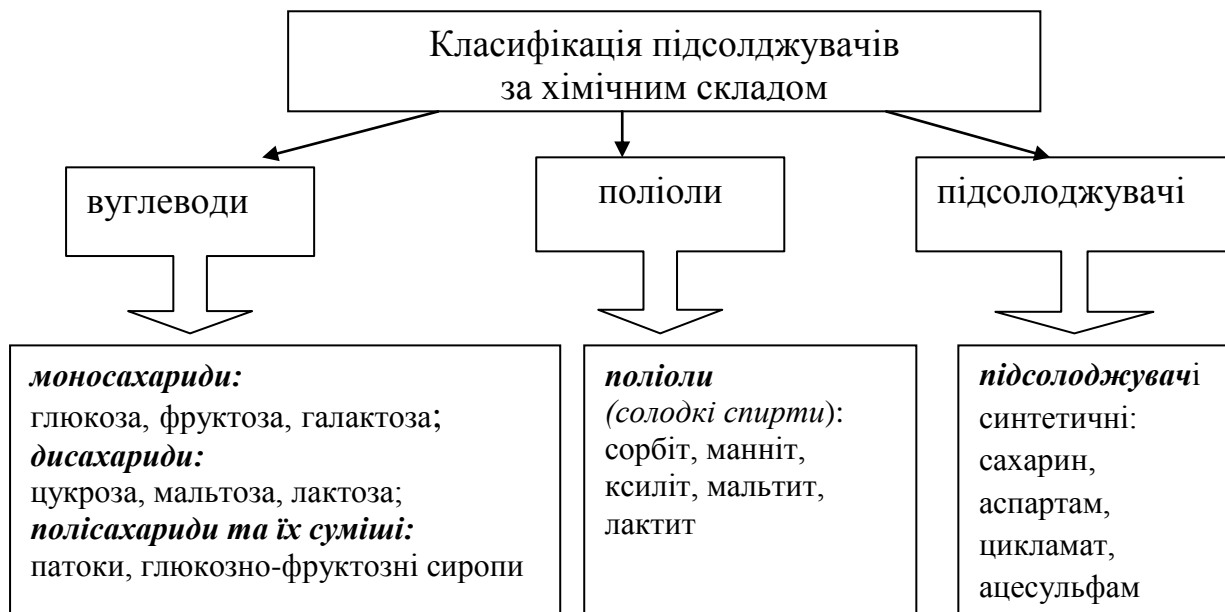 Класифікація підсолджувачів
за хімічним складом
вуглеводи
поліоли
підсолоджувачі
моносахариди:
глюкоза, фруктоза, галактоза;
дисахариди:
цукроза, мальтоза, лактоза;
полісахариди та їх суміші:
патоки, глюкозно-фруктозні сиропи
поліоли
(солодкі спирти):
сорбіт, манніт,
ксиліт, мальтит,
лактит
підсолоджувачі
синтетичні:
сахарин,
аспартам,
цикламат,
ацесульфам